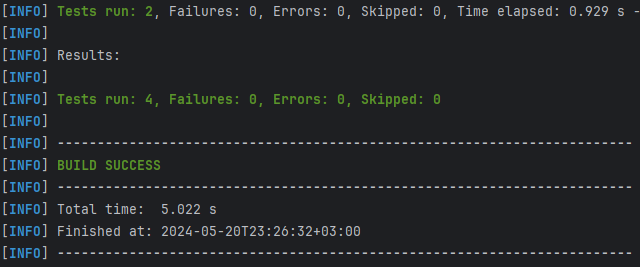 [INFO] Tests run: 2, Failures: 0, Errors: 0, Skipped: 0, Time elapsed: 0.929 s -
[INFO]
[INFO] Results:
[INFO]
[INFO] Tests run: 4, Failures: 0, Errors: 0, Skipped: 0
[INFO]
[INFO] ------------------------------------------------------------------------
[INFO] BUILD SUCCESS
[INFO] ------------------------------------------------------------------------
[INFO] Total time:  5.022 s
[INFO] Finished at: 2024-05-20T23:26:32+03:00
[INFO] ------------------------------------------------------------------------